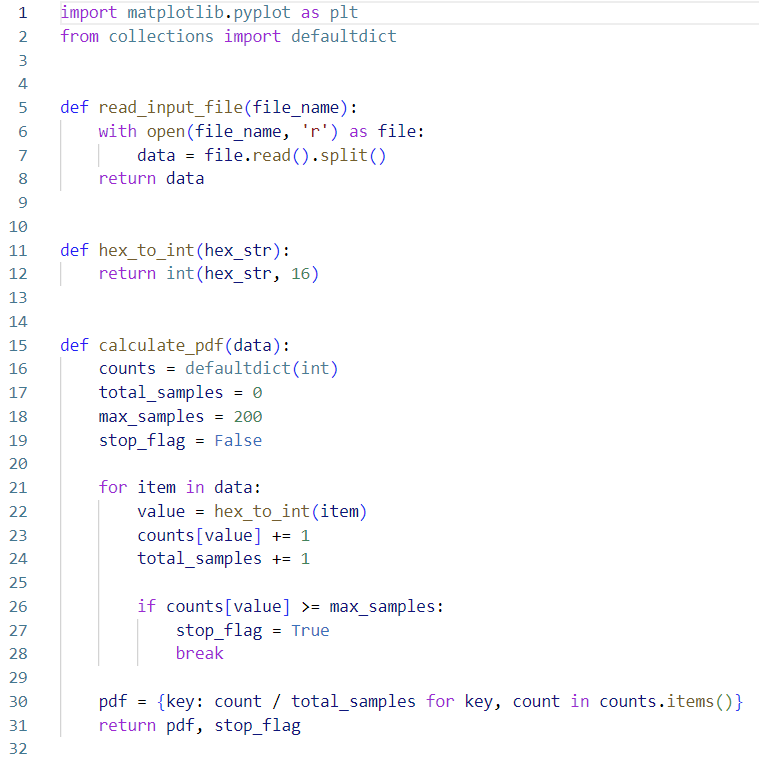 1 import matplotlib.pyplot as plt
2 from collections import defaultdict
3
4
5 def read_input_file(file_name):
6     with open(file_name, 'r') as file:
7         data = file.read().split()
8     return data
9
10
11 def hex_to_int(hex_str):
12     return int(hex_str, 16)
13
14
15 def calculate_pdf(data):
16     counts = defaultdict(int)
17     total_samples = 0
18     max_samples = 200
19     stop_flag = False
20
21     for item in data:
22         value = hex_to_int(item)
23         counts[value] += 1
24         total_samples += 1
25
26         if counts[value] >= max_samples:
27             stop_flag = True
28             break
29
30     pdf = {key: count / total_samples for key, count in counts.items()}
31     return pdf, stop_flag
32